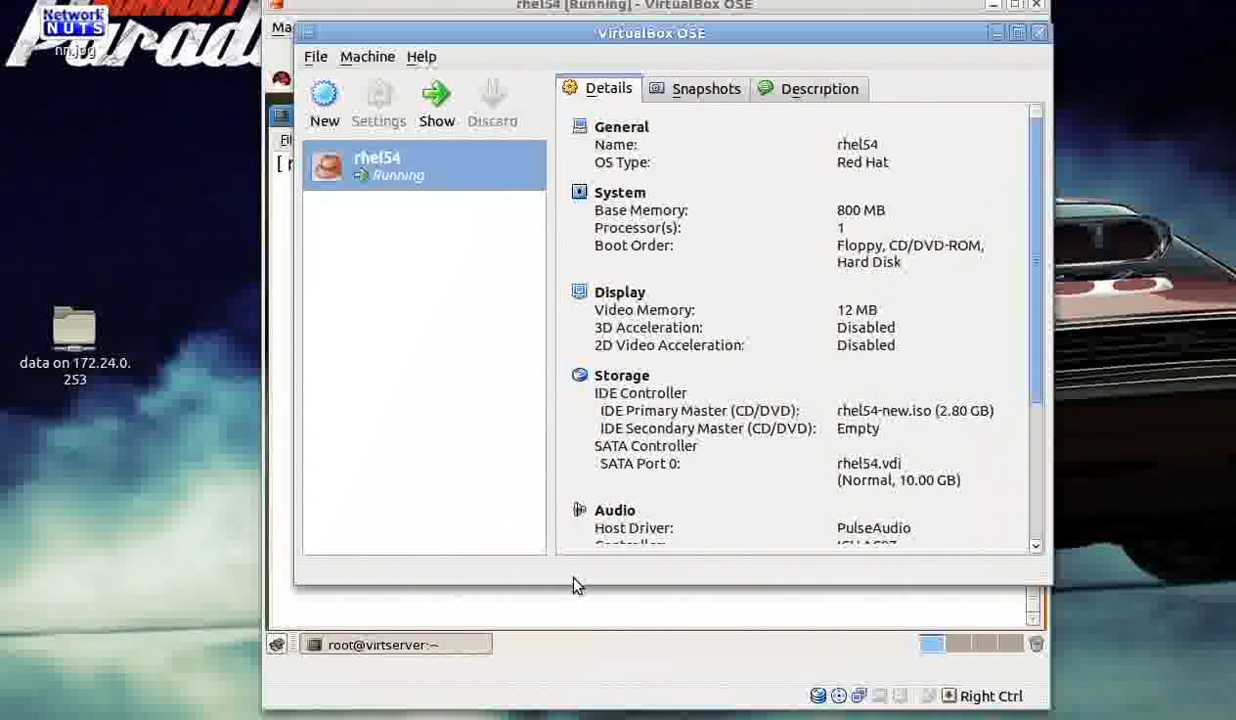 rhel54 [Running] - VirtualBox OSE
Network
NUTS
nn.jpg
VirtualBox OSE
File Machine Help
New Settings Show Discard
Details Snapshots Description
rhel54
Running
General
Name: rhel54
OS Type: Red Hat
System
Base Memory: 800 MB
Processor(s): 1
Boot Order: Floppy, CD/DVD-ROM,
Hard Disk
Display
Video Memory: 12 MB
3D Acceleration: Disabled
2D Video Acceleration: Disabled
Storage
IDE Controller
IDE Primary Master (CD/DVD): rhel54-new.iso (2.80 GB)
IDE Secondary Master (CD/DVD): Empty
SATA Controller
SATA Port 0: rhel54.vdi
(Normal, 10.00 GB)
Audio
Host Driver: PulseAudio
data on 172.24.0.
253
root@virtserver:~
Right Ctrl